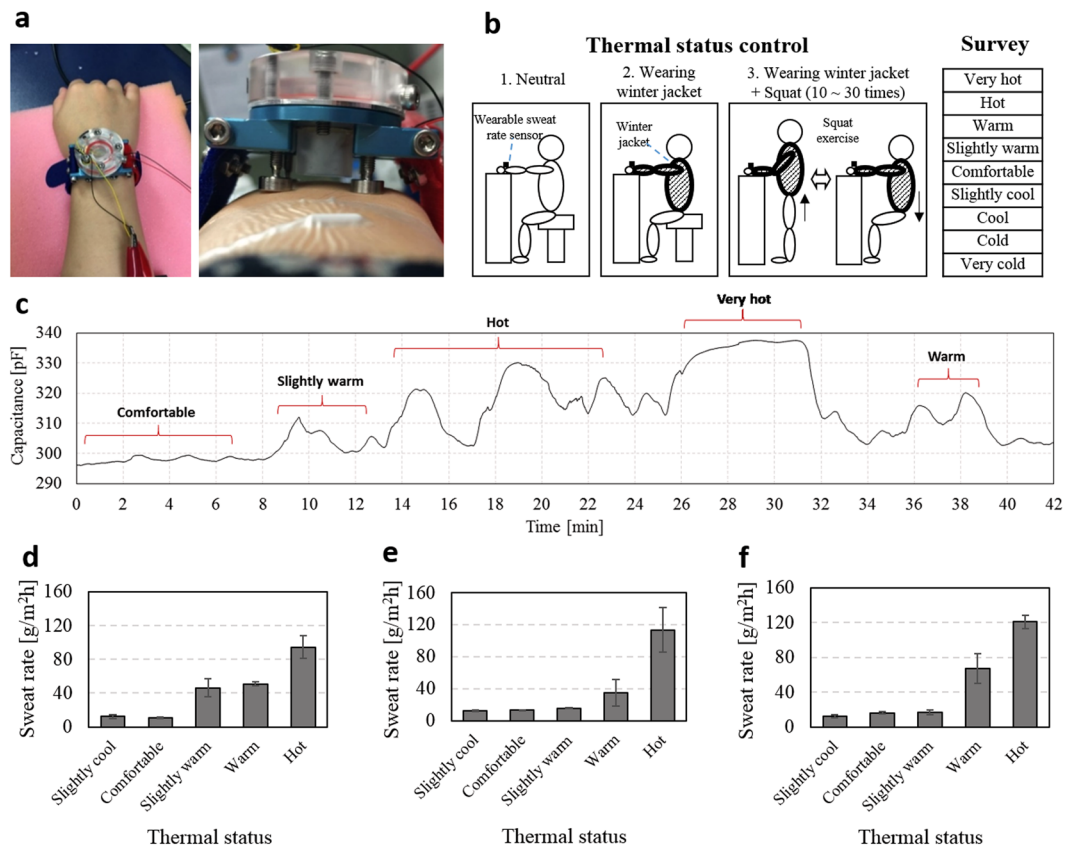 a
b
Thermal status control
Survey
1. Neutral
2. Wearing
winter jacket
3. Wearing winter jacket
+ Squat (10 ~ 30 times)
Wearable sweat
rate sensor
Winter
jacket
Squat
exercise
Very hot
Hot
Warm
Slightly warm
Comfortable
Slightly cool
Cool
Cold
Very cold
c
Capacitance [pF]
340
330
320
310
300
290
Comfortable
Slightly warm
Hot
Very hot
Warm
0 2 4 6 8 10 12 14 16 18 20 22 24 26 28 30 32 34 36 38 40 42
Time [min]
d
Sweat rate [g/m²h]
160
120
80
40
0
Slightly cool
Comfortable
Slightly warm
Warm
Hot
Thermal status
e
Sweat rate [g/m²h]
160
120
80
40
0
Slightly cool
Comfortable
Slightly warm
Warm
Hot
Thermal status
f
Sweat rate [g/m²h]
160
120
80
40
0
Slightly cool
Comfortable
Slightly warm
Warm
Hot
Thermal status